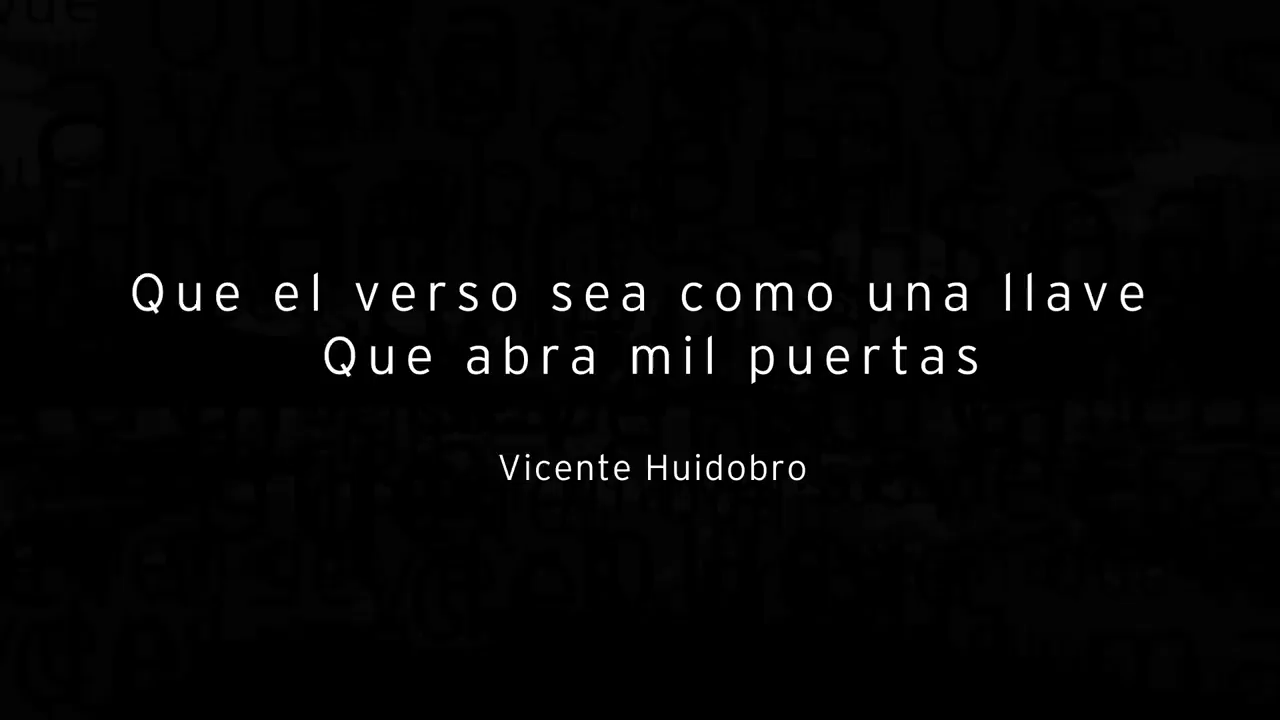 Que el verso sea como una llave
Que abra mil puertas
Vicente Huidobro